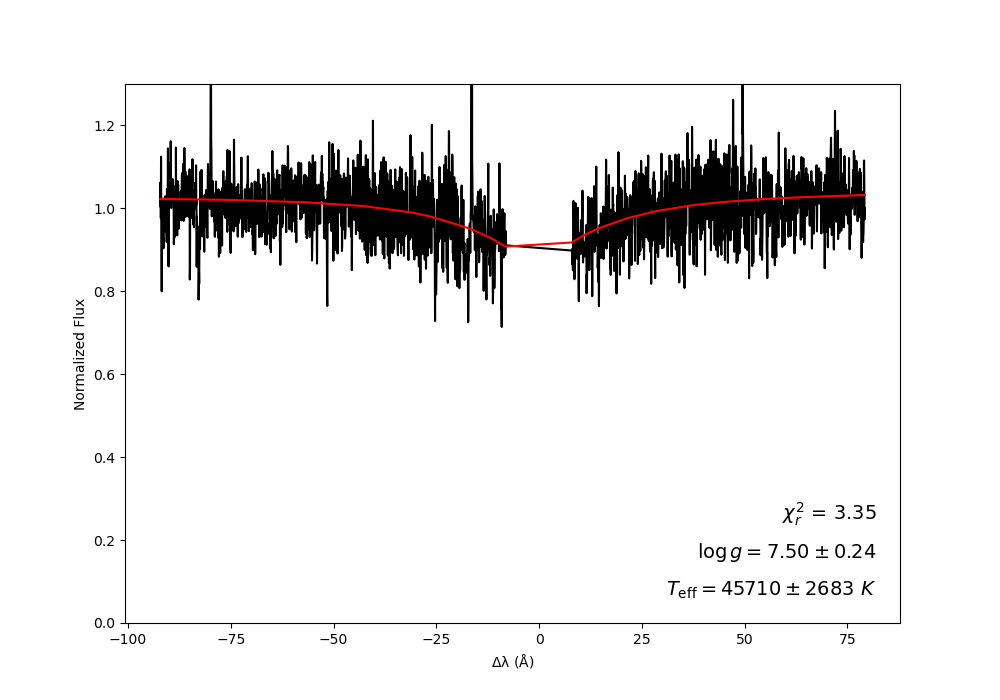 1.2
1.0
0.8
0.6
0.4
0.2
0.0
Normalized Flux
χ²ᵣ = 3.35
log g = 7.50 ± 0.24
T_eff = 45710 ± 2683 K
−100 −75 −50 −25 0 25 50 75
Δλ (Å)